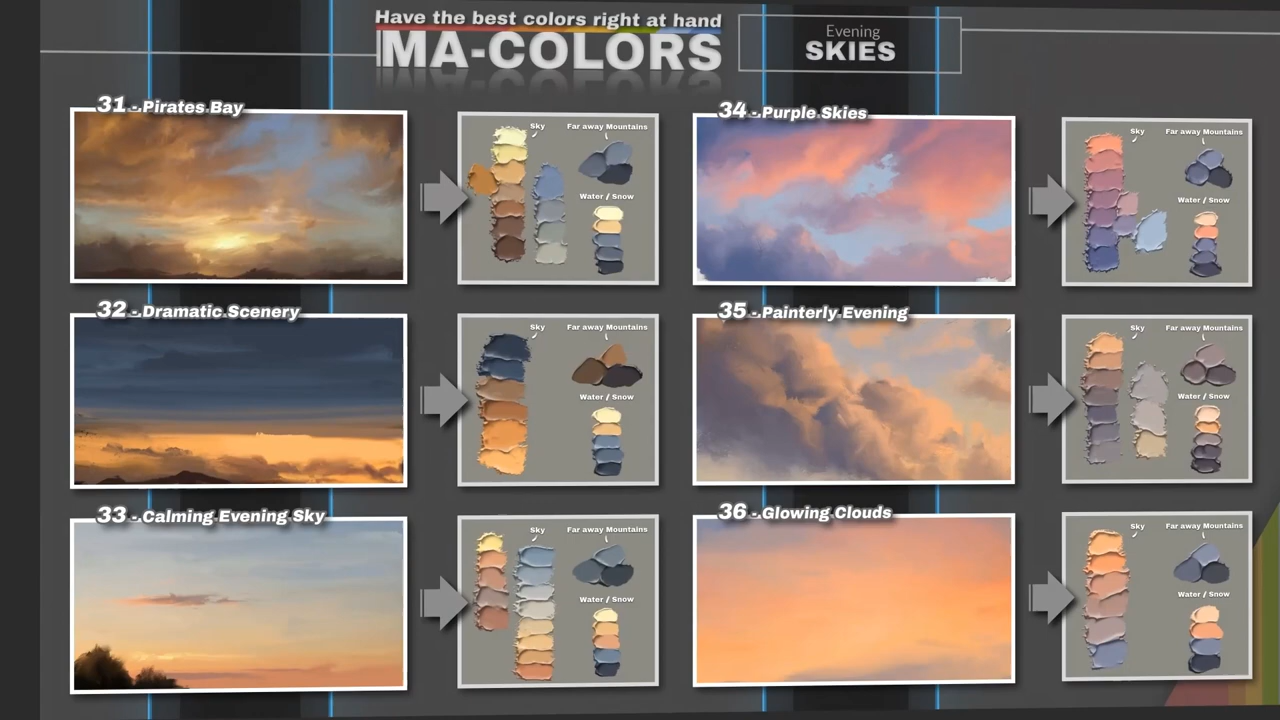 Have the best colors right at hand
MA-COLORS
Evening
SKIES
31 - Pirates Bay
Sky
Far away Mountains
Water / Snow
34 - Purple Skies
Sky
Far away Mountains
Water / Snow
32 - Dramatic Scenery
Sky
Far away Mountains
Water / Snow
35 - Painterly Evening
Sky
Far away Mountains
Water / Snow
33 - Calming Evening Sky
Sky
Far away Mountains
Water / Snow
36 - Glowing Clouds
Sky
Far away Mountains
Water / Snow